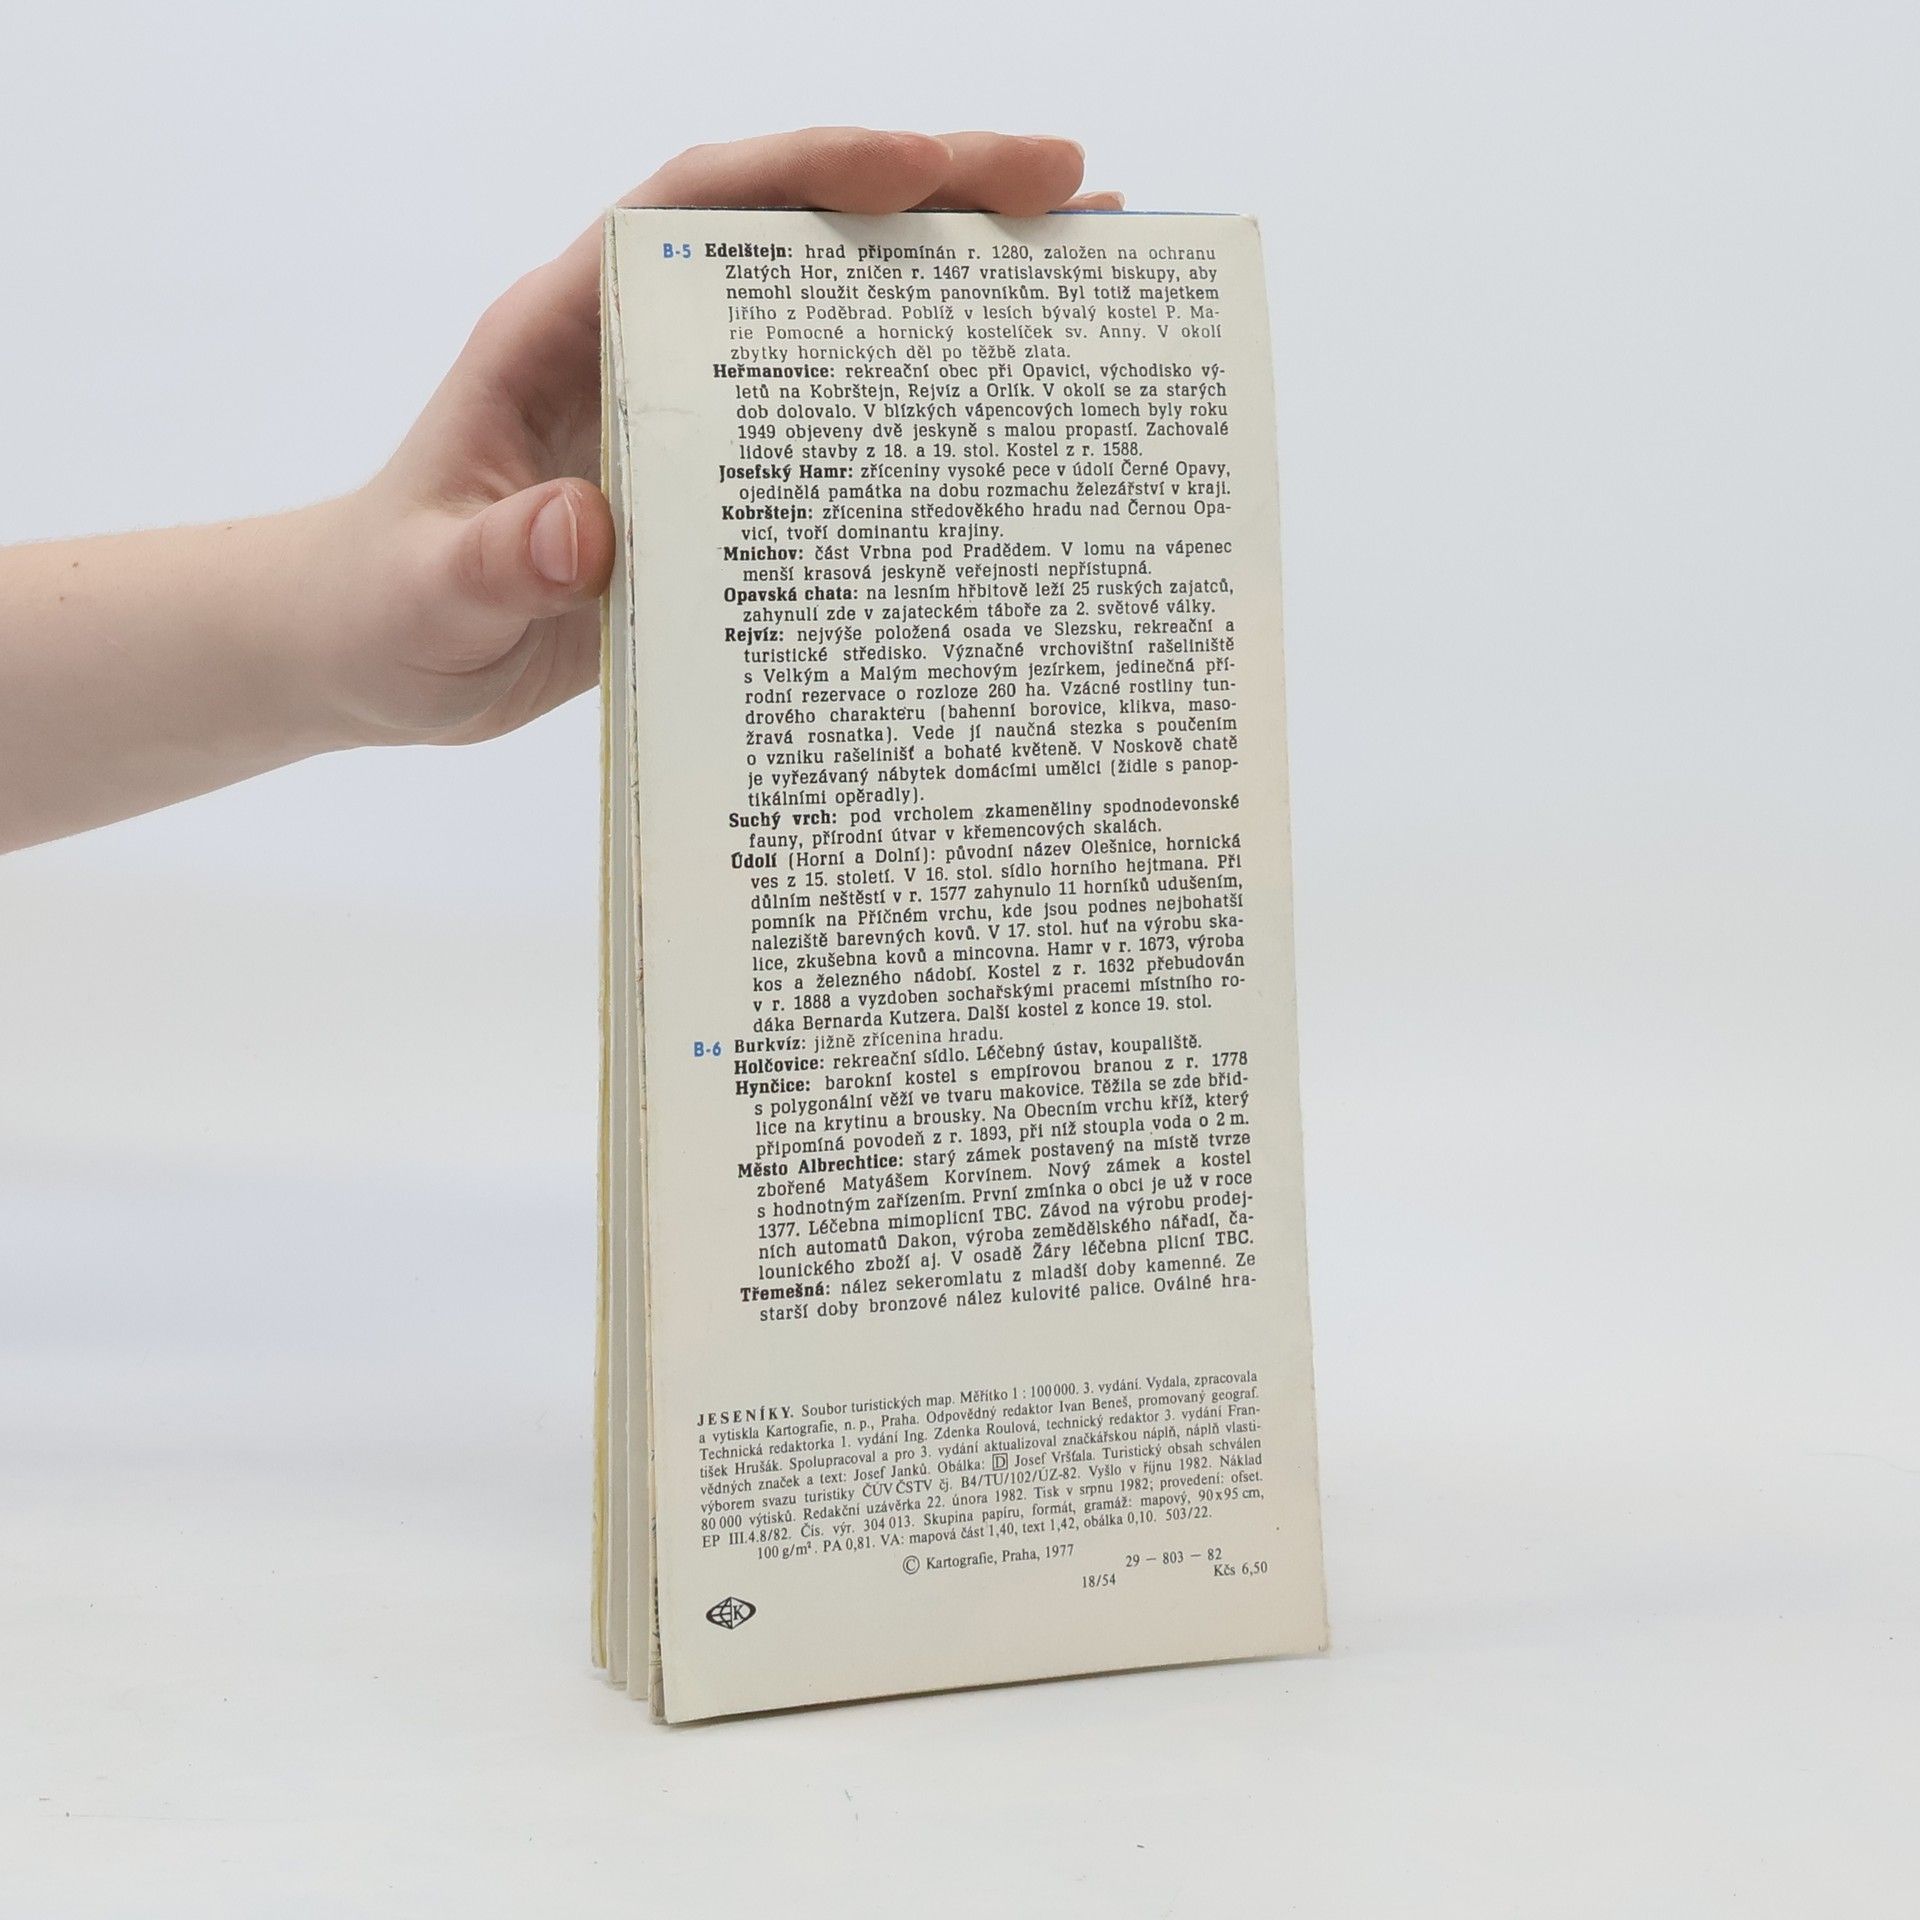 B-5 Edelštejn: hrad připomínán r. 1280, založen na ochranu
Zlatých Hor, zničen r. 1467 vratislavskými biskupy, aby
nemohl sloužit českým panovníkům. Byl totiž majetkem
Jiřího z Poděbrad. Poblíž v lesích bývalý kostel P. Ma-
rie Pomocné a hornický kostelíček sv. Anny. V okolí
zbytky hornických děl po těžbě zlata.
Heřmanovice: rekreační obec při Opavici, východisko vý-
letů na Kobrštejn, Rejvíz a Orlík. V okolí se za starých
dob dolovalo. V blízkých vápencových lomech byly roku
1949 objeveny dvě jeskyně s malou propastí. Zachovalé
lidové stavby z 18. a 19. stol. Kostel z r. 1588.
Josefský Hamr: zříceniny vysoké pece v údolí Černé Opavy,
ojedinělá památka na dobu rozmachu železářství v kraji.
Kobrštejn: zřícenina středověkého hradu nad Černou Opa-
vicí, tvoří dominantu krajiny.
Mnichov: část Vrbna pod Pradědem. V lomu na vápenec
menší krasová jeskyně veřejnosti nepřístupná.
Opavská chata: na lesním hřbitově leží 25 ruských zajatců,
zahynuli zde v zajateckém táboře za 2. světové války.
Rejvíz: nejvýše položená osada ve Slezsku, rekreační a
turistické středisko. Význačné vrchovištní rašeliniště
s Velkým a Malým mechovým jezírkem, jedinečná pří-
rodní rezervace o rozloze 260 ha. Vzácné rostliny tun-
drového charakteru (bahenní borovice, klikva, maso-
žravá rosnatka). Vede jí naučná stezka s poučením
o vzniku rašelinišť a bohaté květeně. V Noskově chatě
je vyřezávaný nábytek domácími umělci (židle s panop-
tikálními opěradly).
Suchý vrch: pod vrcholem zkameněliny spodnodevonské
fauny, přírodní útvar v křemencových skalách.
Údolí (Horní a Dolní): původní název Olešnice, hornická
ves z 15. století. V 16. stol. sídlo horního hejtmana. Při
důlním neštěstí v r. 1577 zahynulo 11 horníků udušením,
pomník na Příčném vrchu, kde jsou podnes nejbohatší
naleziště barevných kovů. V 17. stol. huť na výrobu ska-
lice, zkušebna kovů a mincovna. Hamr v r. 1673, výroba
kos a železného nádobí. Kostel z r. 1632 přebudován
v r. 1888 a vyzdoben sochařskými pracemi místního ro-
dáka Bernarda Kutzera. Další kostel z konce 19. stol.
B-6 Burkvíz: jižně zřícenina hradu.
Holčovice: rekreační sídlo. Léčebný ústav, koupaliště.
Hynčice: barokní kostel s empírovou branou z r. 1778
s polygonální věží ve tvaru makovice. Těžila se zde břid-
lice na krytinu a brousky. Na Obecním vrchu kříž, který
připomíná povodeň z r. 1893, při níž stoupla voda o 2 m.
Město Albrechtice: starý zámek postavený na místě tvrze
zbořené Matyášem Korvínem. Nový zámek a kostel
s hodnotným zařízením. První zmínka o obci je už v roce
1377. Léčebna mimoplicní TBC. Závod na výrobu prodej-
ních automatů Dakon, výroba zemědělského nářadí, ča-
lounického zboží aj. V osadě Žáry léčebna plicní TBC.
Třemešná: nález sekeromlatu z mladší doby kamenné. Ze
starší doby bronzové nález kulovité palice. Oválné hra-
JESENÍKY. Soubor turistických map. Měřítko 1 : 100 000. 3. vydání. Vydala, zpracovala
a vytiskla Kartografie, n. p., Praha. Odpovědný redaktor Ivan Beneš, promovaný geograf.
Technická redaktorka 1. vydání Ing. Zdenka Roulová, technický redaktor 3. vydání Fran-
tišek Hrušák. Spolupracoval a pro 3. vydání aktualizoval značkářskou náplň, náplň vlasti-
vědných značek a text: Josef Janků. Obálka: D Josef Vršťala. Turistický obsah schválen
výborem svazu turistiky ČÚV ČSTV čj. B4/TU/102/ÚZ-82. Vyšlo v říjnu 1982. Náklad
80 000 výtisků. Redakční uzávěrka 22. února 1982. Tisk v srpnu 1982; provedení: ofset.
EP III.4.8/82. Čís. výr. 304 013. Skupina papíru, formát, gramáž: mapový, 90 x 95 cm,
100 g/m². PA 0,81. VA: mapová část 1,40, text 1,42, obálka 0,10. 503/22.
© Kartografie, Praha, 1977
29 — 803 — 82
18/54
Kčs 6,50
K